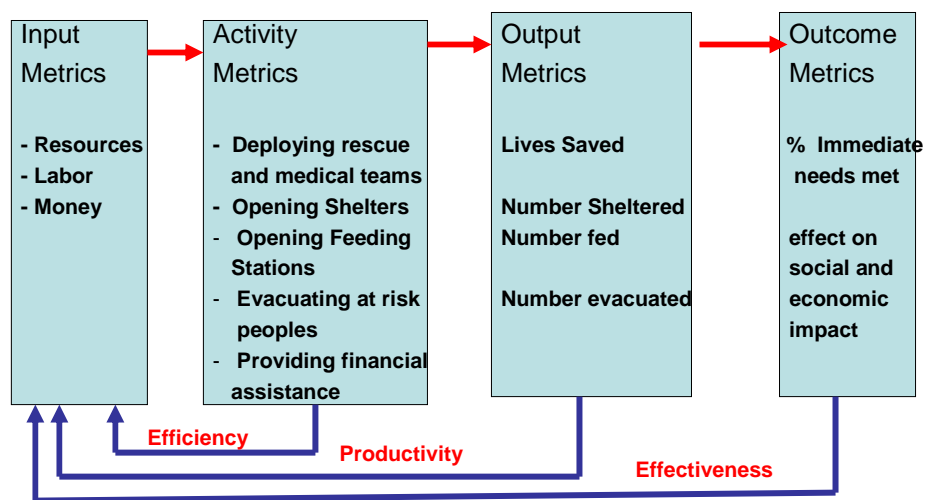 Input
Metrics
- Resources
- Labor
- Money
Activity
Metrics
- Deploying rescue
and medical teams
- Opening Shelters
- Opening Feeding
Stations
- Evacuating at risk
peoples
- Providing financial
assistance
Output
Metrics
Lives Saved
Number Sheltered
Number fed
Number evacuated
Outcome
Metrics
% Immediate
needs met
effect on
social and
economic
impact
Efficiency
Productivity
Effectiveness